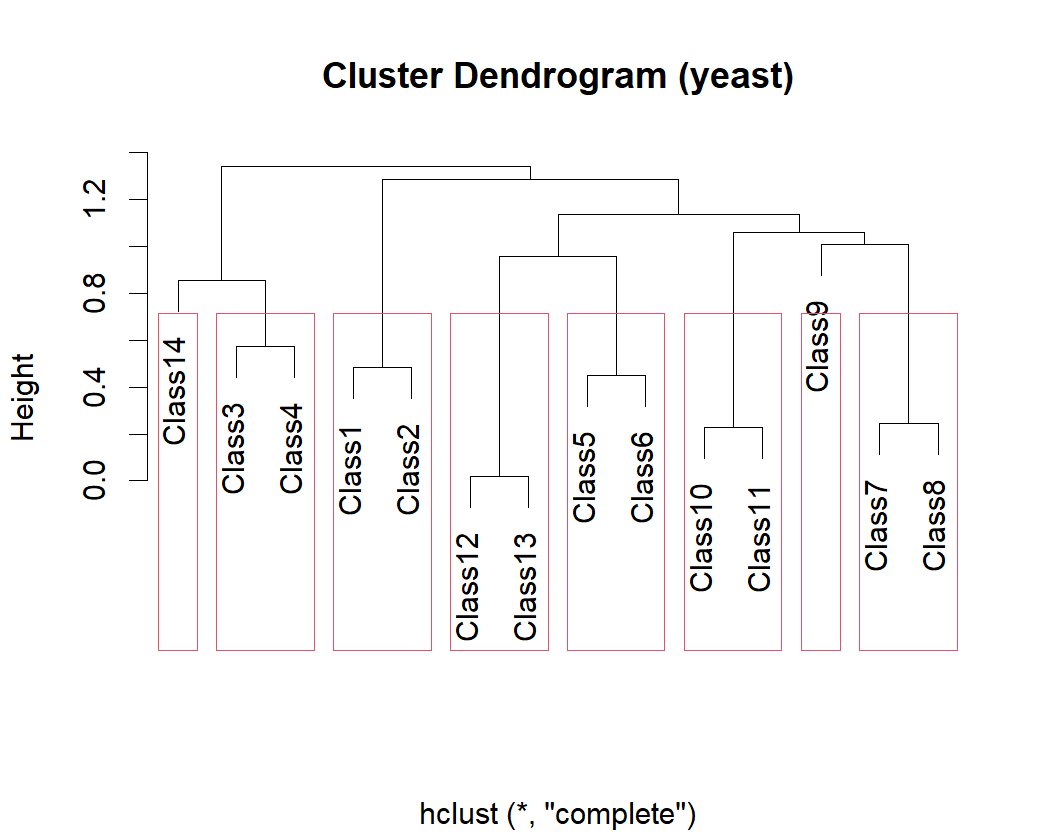 Cluster Dendrogram (yeast)
Height
1.2
0.8
0.4
0.0
Class14
Class3
Class4
Class1
Class2
Class12
Class13
Class5
Class6
Class10
Class11
Class9
Class7
Class8
hclust (*, "complete")